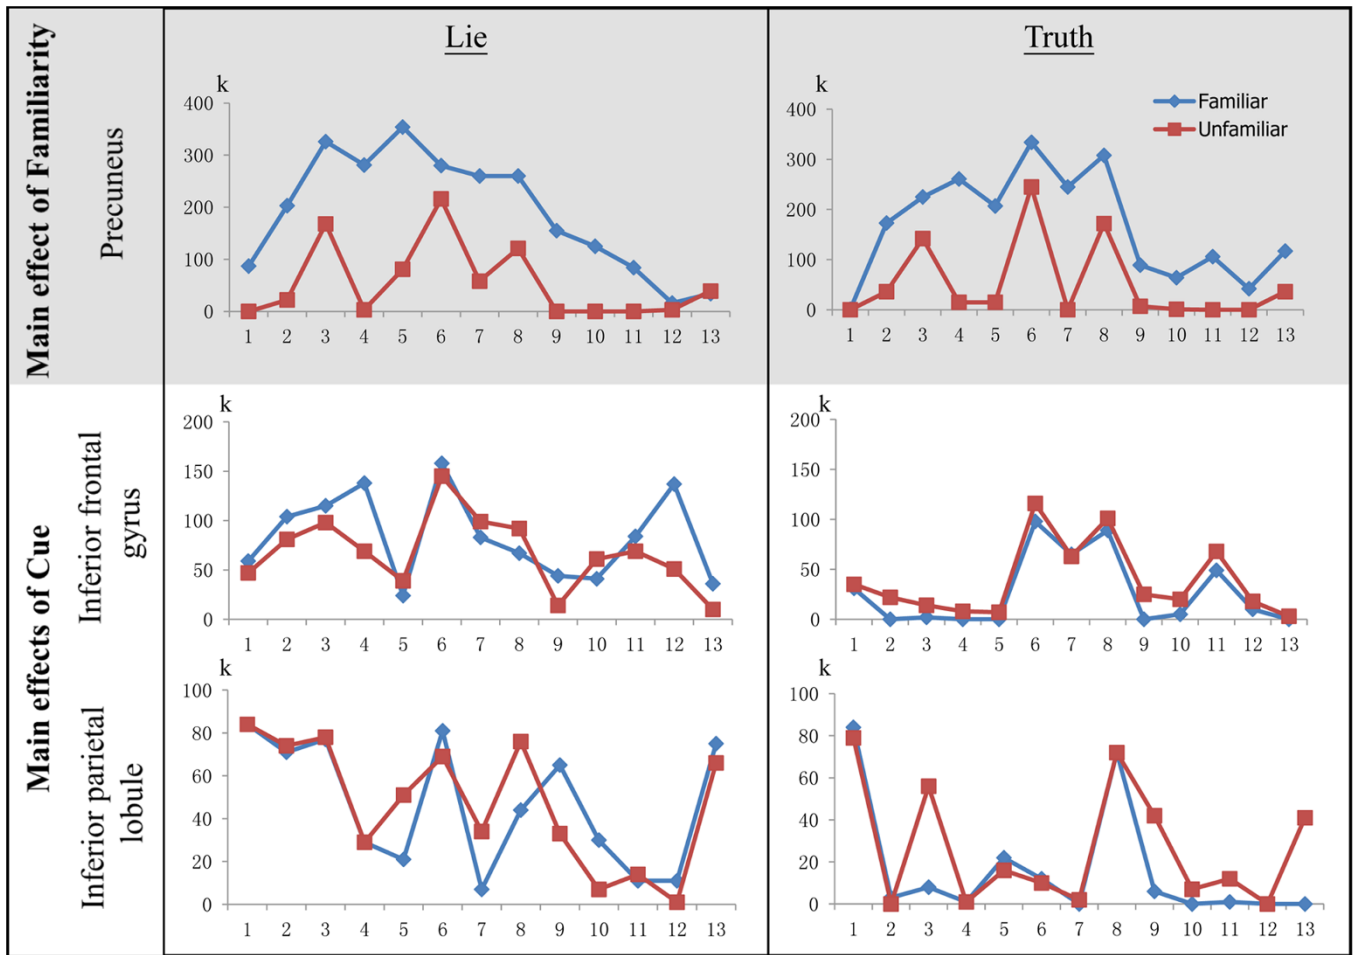 Main effect of Familiarity
Precuneus
Lie
k
400
300
200
100
0
1 2 3 4 5 6 7 8 9 10 11 12 13
Truth
k
Familiar
Unfamiliar
400
300
200
100
0
1 2 3 4 5 6 7 8 9 10 11 12 13
Main effects of Cue
Inferior frontal
gyrus
k
200
150
100
50
0
1 2 3 4 5 6 7 8 9 10 11 12 13
k
200
150
100
50
0
1 2 3 4 5 6 7 8 9 10 11 12 13
Inferior parietal
lobule
k
100
80
60
40
20
0
1 2 3 4 5 6 7 8 9 10 11 12 13
k
100
80
60
40
20
0
1 2 3 4 5 6 7 8 9 10 11 12 13